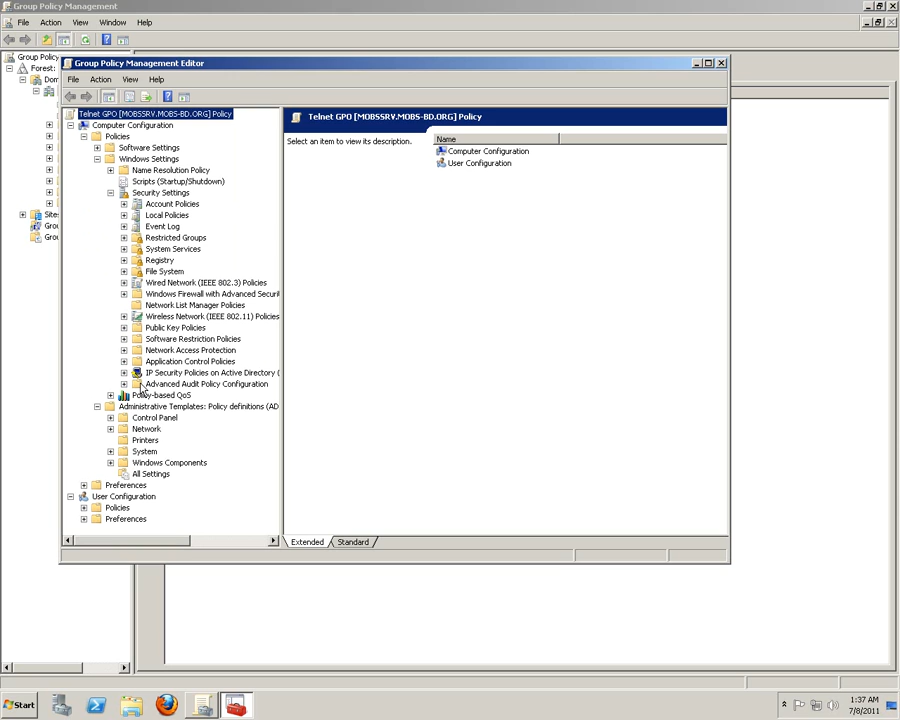 Group Policy Management
File Action View Window Help
Group Policy
Forest:
Dom
Site
Grou
Grou
Group Policy Management Editor
File Action View Help
Telnet GPO [MOBSSRV.MOBS-BD.ORG] Policy
Computer Configuration
Policies
Software Settings
Windows Settings
Name Resolution Policy
Scripts (Startup/Shutdown)
Security Settings
Account Policies
Local Policies
Event Log
Restricted Groups
System Services
Registry
File System
Wired Network (IEEE 802.3) Policies
Windows Firewall with Advanced Securi
Network List Manager Policies
Wireless Network (IEEE 802.11) Policies
Public Key Policies
Software Restriction Policies
Network Access Protection
Application Control Policies
IP Security Policies on Active Directory (
Advanced Audit Policy Configuration
Policy-based QoS
Administrative Templates: Policy definitions (AD
Control Panel
Network
Printers
System
Windows Components
All Settings
Preferences
User Configuration
Policies
Preferences
Telnet GPO [MOBSSRV.MOBS-BD.ORG] Policy
Select an item to view its description.
Name
Computer Configuration
User Configuration
Extended Standard
Start
1:37 AM
7/8/2011